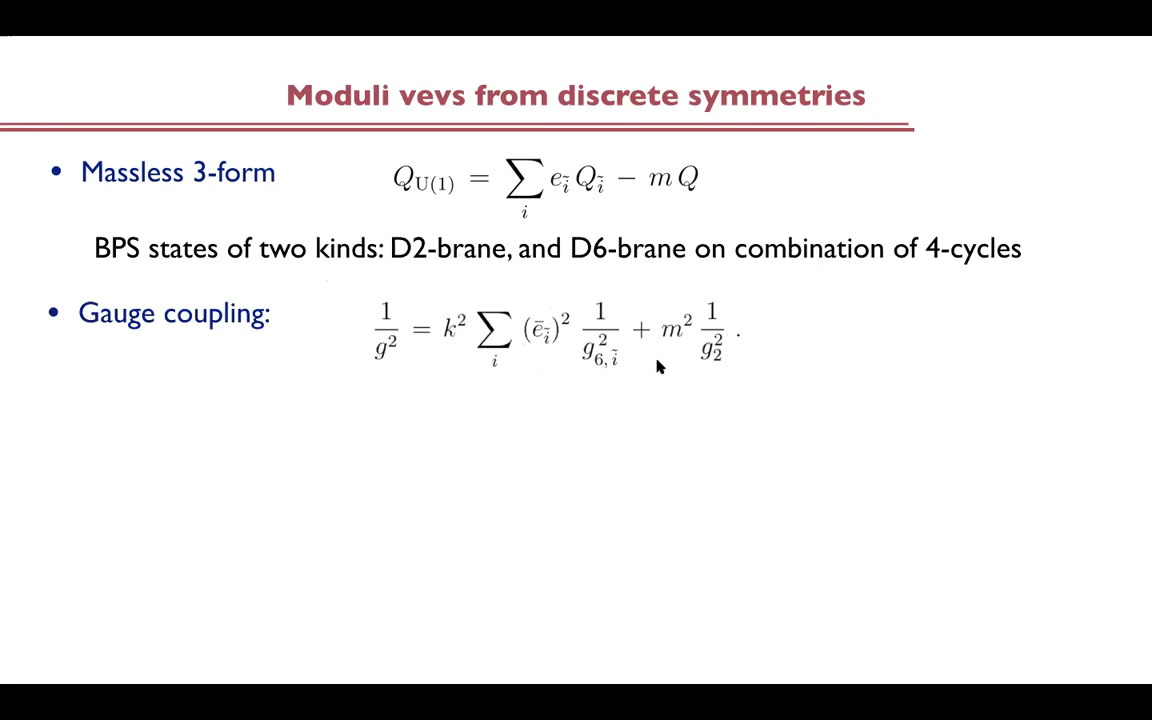 Moduli vevs from discrete symmetries
• Massless 3-form Q_{U(1)} = \sum_i e_{\tilde{i}} Q_{\tilde{i}} − m Q
BPS states of two kinds: D2-brane, and D6-brane on combination of 4-cycles
• Gauge coupling: \frac{1}{g^2} = k^2 \sum_i (\bar{e}_{\tilde{i}})^2 \frac{1}{g^2_{6,\tilde{i}}} + m^2 \frac{1}{g^2_2} .